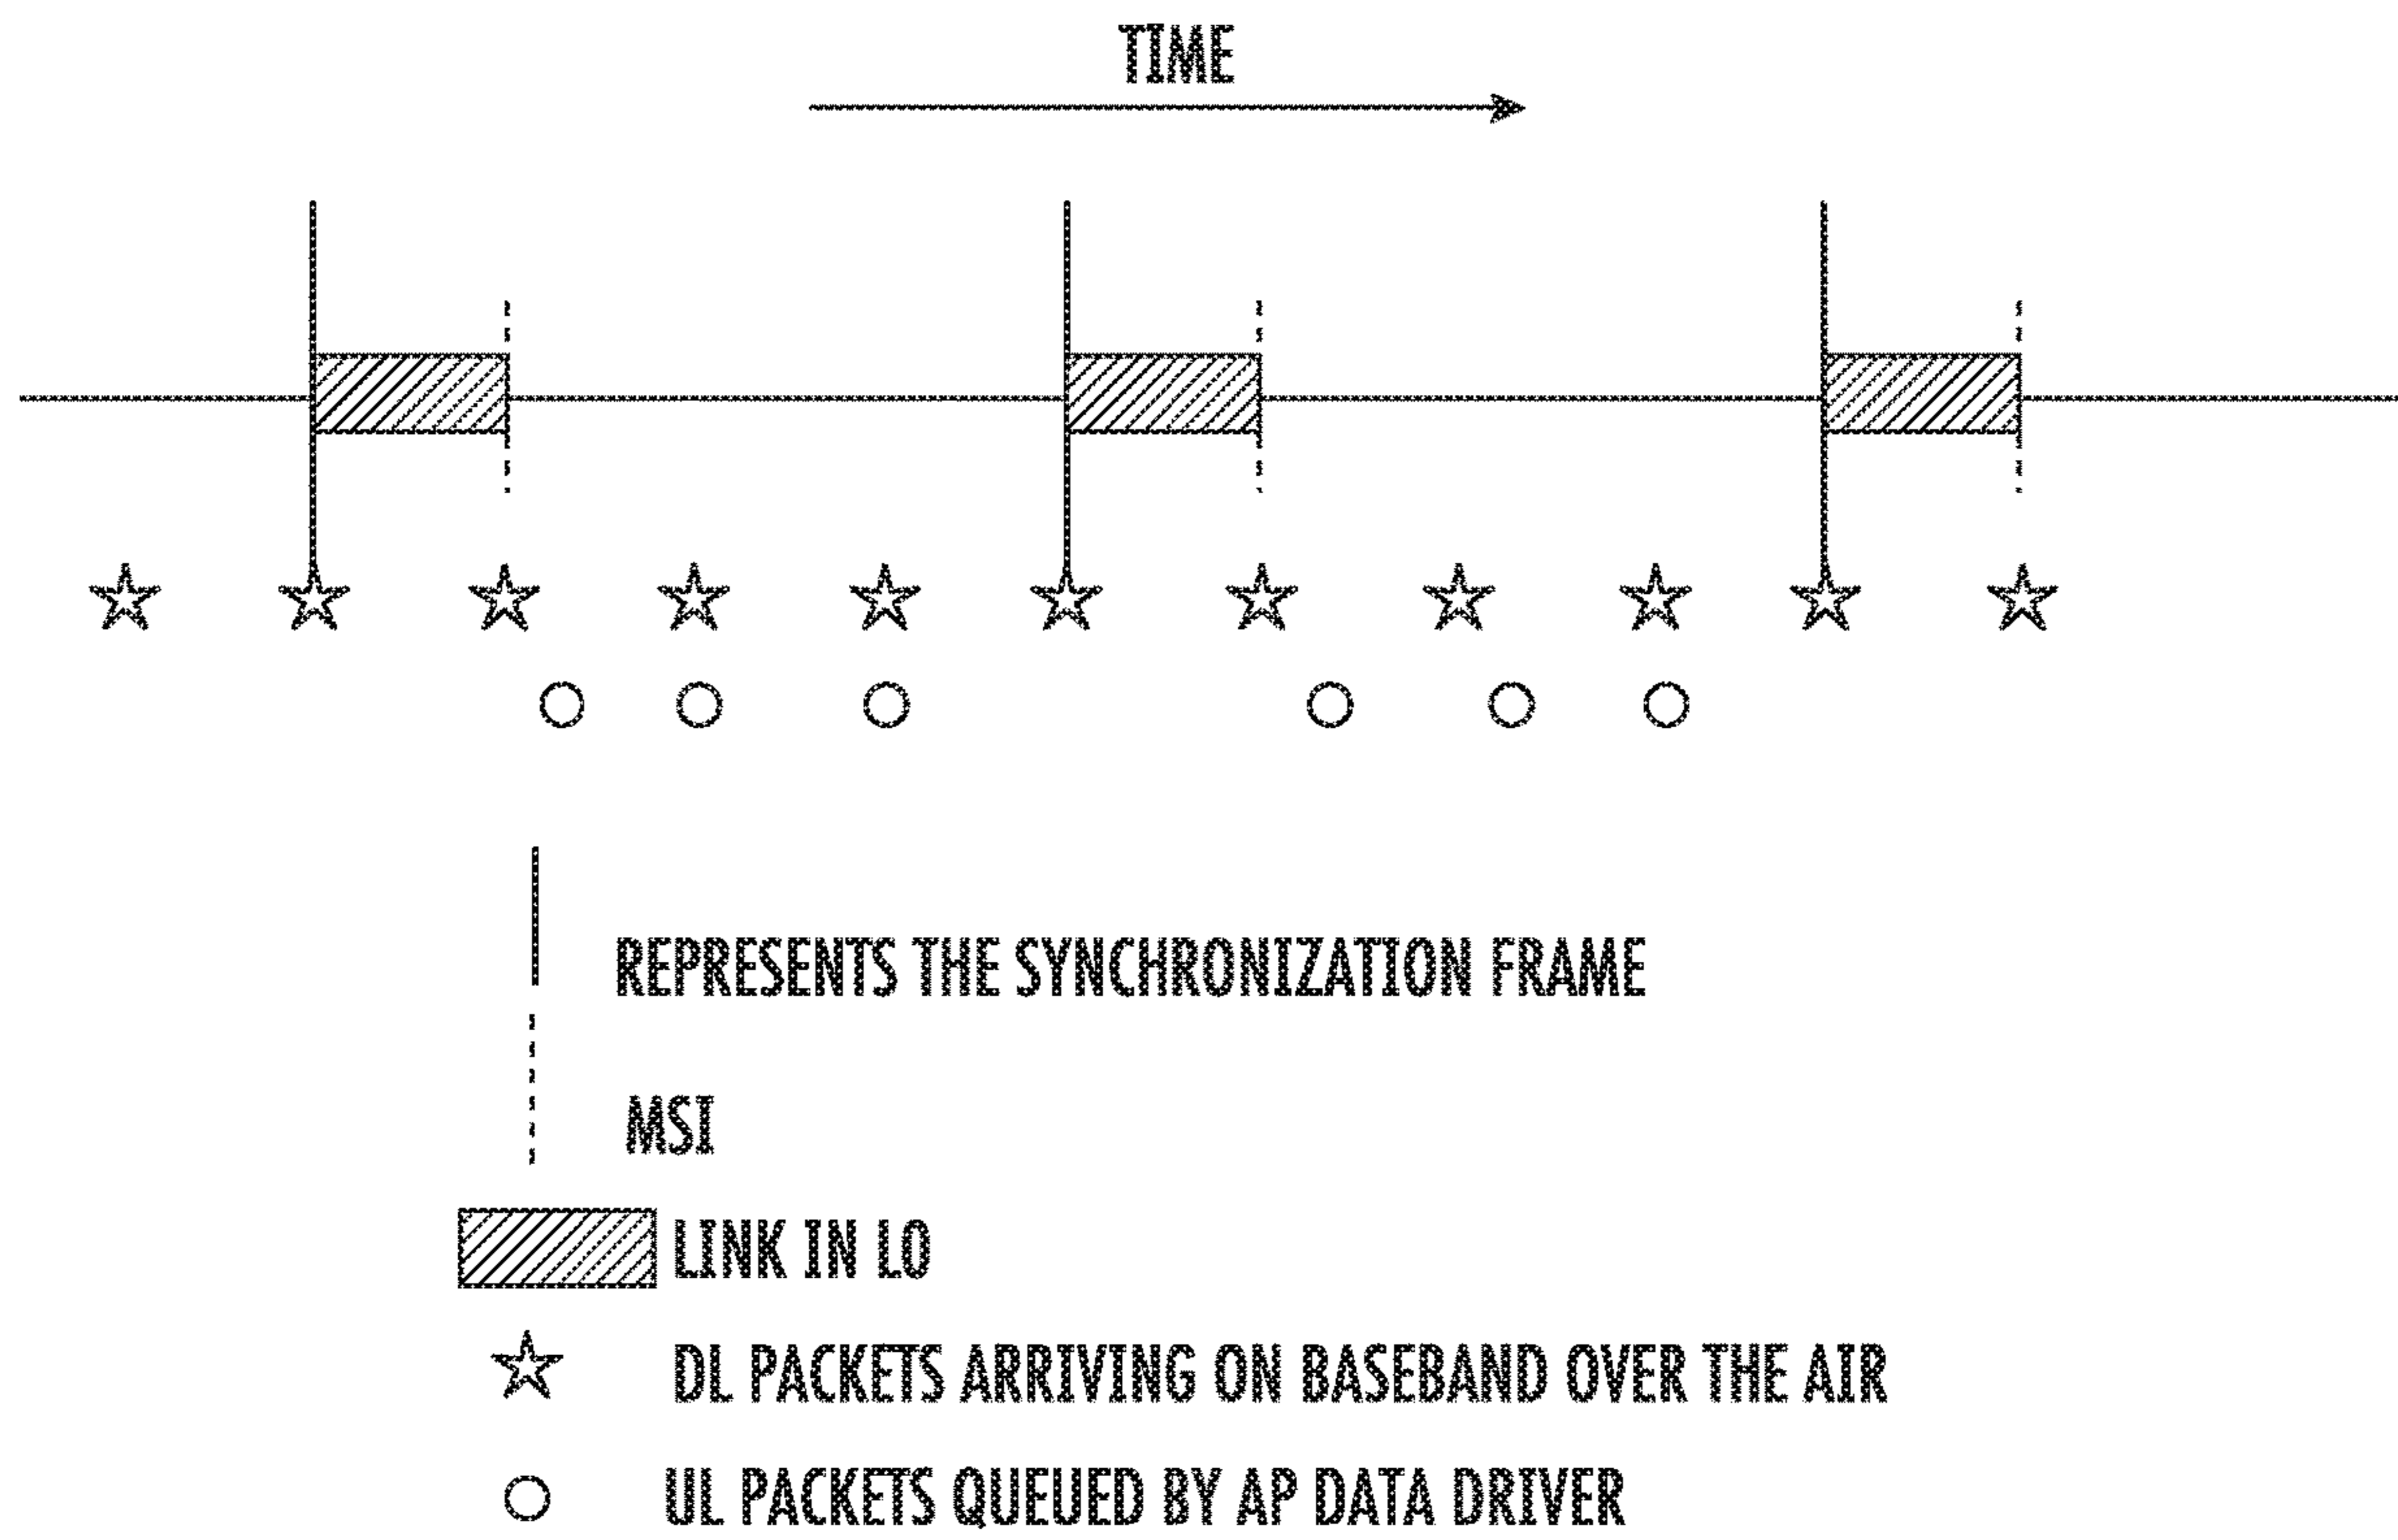 TIME
REPRESENTS THE SYNCHRONIZATION FRAME
MSI
LINK IN L0
DL PACKETS ARRIVING ON BASEBAND OVER THE AIR
UL PACKETS QUEUED BY AP DATA DRIVER